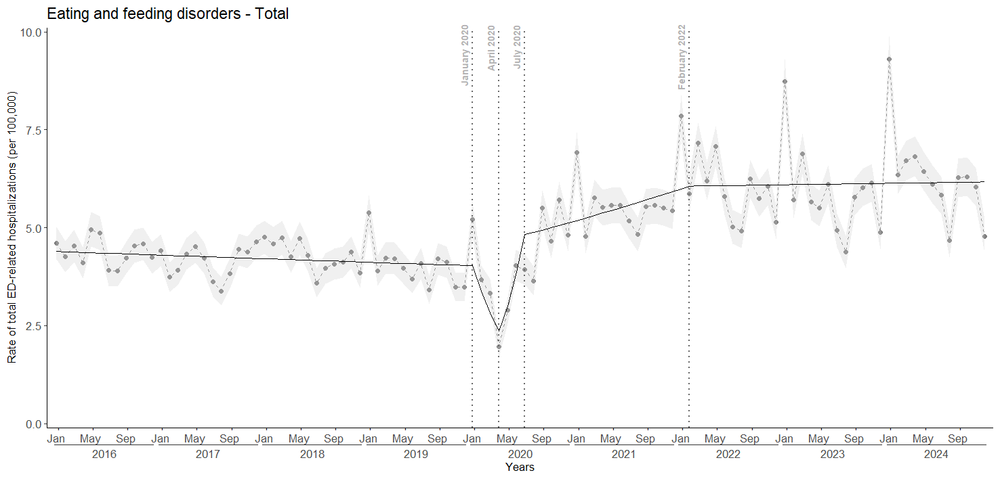 Eating and feeding disorders - Total
Rate of total ED-related hospitalizations (per 100,000)
10.0
7.5
5.0
2.5
0.0
January 2020
April 2020
July 2020
February 2022
Jan May Sep Jan May Sep Jan May Sep Jan May Sep Jan May Sep Jan May Sep Jan May Sep Jan May Sep Jan May Sep
2016 2017 2018 2019 2020 2021 2022 2023 2024
Years